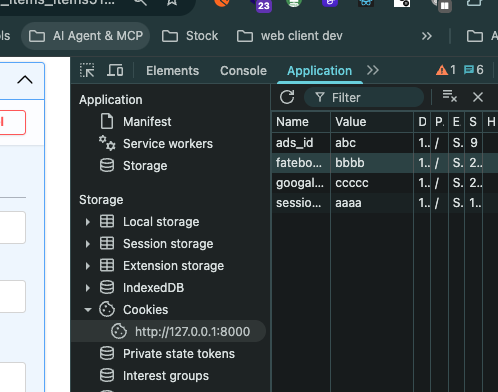 _items_items51...
23
ls
AI Agent & MCP
Stock
web client dev
»
Elements
Console
Application
»
1
6
Application
Manifest
Service workers
Storage
Filter
Name
Value
D
P.
E
S
H
ads_id
abc
1..
/
S.
9
fatebo...
bbbb
1..
/
S.
2...
googal...
ccccc
1..
/
S.
2...
sessio...
aaaa
1..
/
S.
1...
Storage
Local storage
Session storage
Extension storage
IndexedDB
Cookies
http://127.0.0.1:8000
Private state tokens
Interest groups